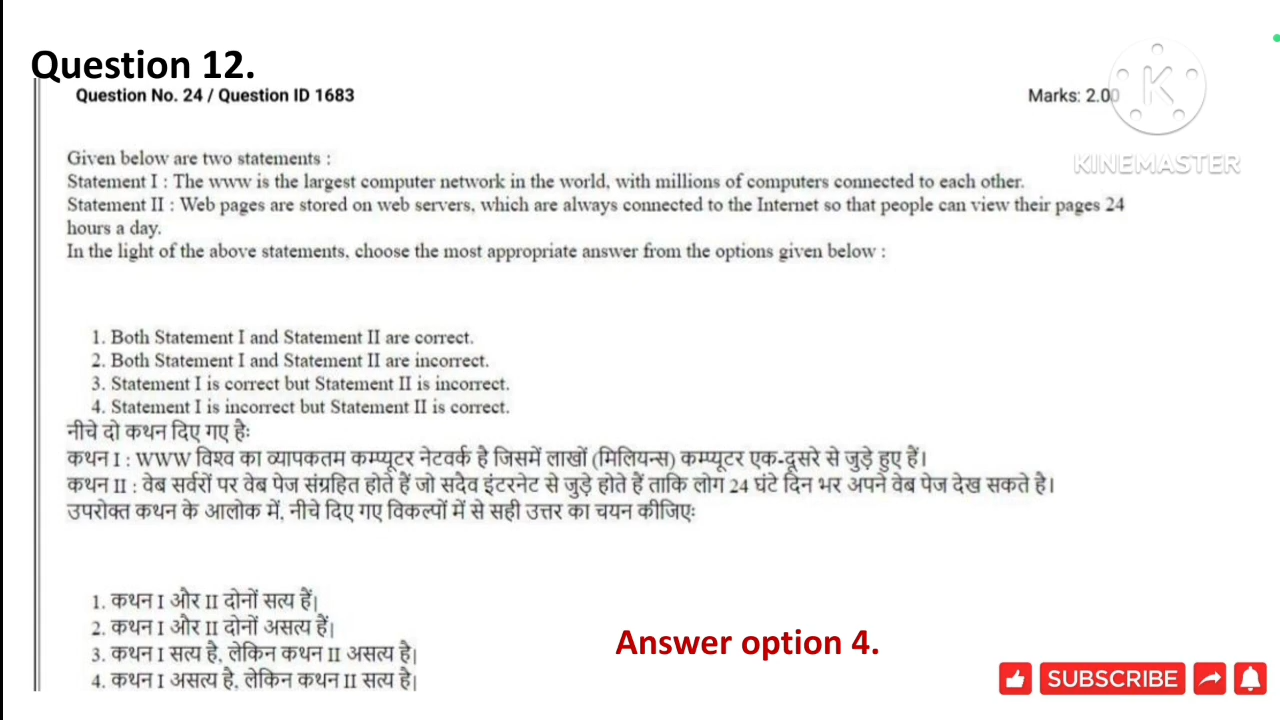 Question 12.
Question No. 24 / Question ID 1683 Marks: 2.00
KINEMASTER
Given below are two statements :
Statement I : The www is the largest computer network in the world, with millions of computers connected to each other.
Statement II : Web pages are stored on web servers, which are always connected to the Internet so that people can view their pages 24
hours a day.
In the light of the above statements, choose the most appropriate answer from the options given below :
1. Both Statement I and Statement II are correct.
2. Both Statement I and Statement II are incorrect.
3. Statement I is correct but Statement II is incorrect.
4. Statement I is incorrect but Statement II is correct.
नीचे दो कथन दिए गए हैः
कथन I : WWW विश्व का व्यापकतम कम्प्यूटर नेटवर्क है जिसमें लाखों (मिलियन्स) कम्प्यूटर एक-दूसरे से जुड़े हुए हैं।
कथन II : वेब सर्वरों पर वेब पेज संग्रहित होते हैं जो सदैव इंटरनेट से जुड़े होते हैं ताकि लोग 24 घंटे दिन भर अपने वेब पेज देख सकते है।
उपरोक्त कथन के आलोक में, नीचे दिए गए विकल्पों में से सही उत्तर का चयन कीजिएः
1. कथन I और II दोनों सत्य हैं|
2. कथन I और II दोनों असत्य हैं|
3. कथन I सत्य है, लेकिन कथन II असत्य है|
4. कथन I असत्य है, लेकिन कथन II सत्य है|
Answer option 4.
SUBSCRIBE